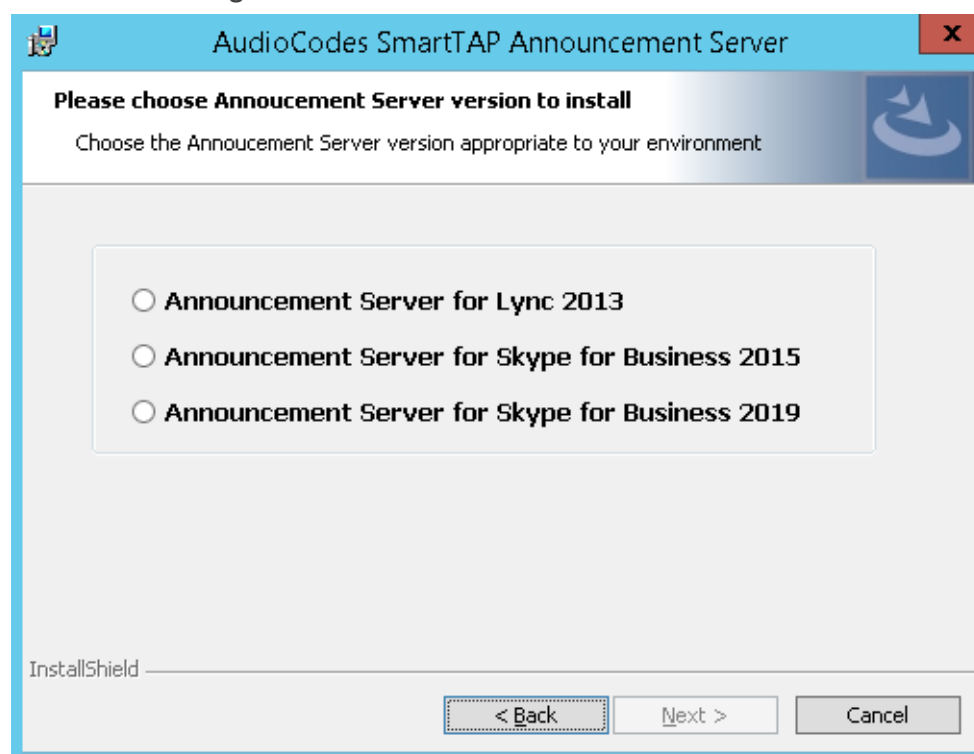 AudioCodes SmartTAP Announcement Server
x
Please choose Annoucement Server version to install
Choose the Annoucement Server version appropriate to your environment
Announcement Server for Lync 2013
Announcement Server for Skype for Business 2015
Announcement Server for Skype for Business 2019
InstallShield
< Back Next > Cancel